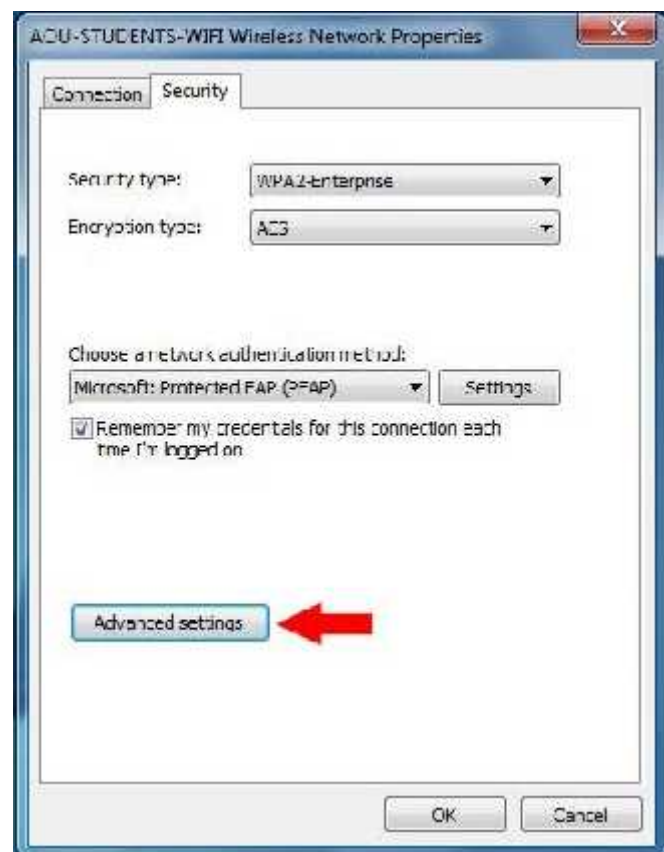 ADU-STUDENTS-WIFI Wireless Network Properties
Connection Security
Security type: WPA2-Enterprise
Encryption type: AES
Choose a network authentication method:
Microsoft: Protected EAP (PEAP) Settings
Remember my credentials for this connection each
time I'm logged on
Advanced settings
OK Cancel